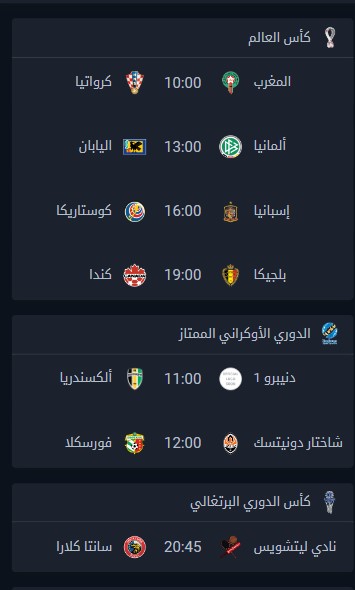 كأس العالم
المغرب 10:00 كرواتيا
ألمانيا 13:00 اليابان
إسبانيا 16:00 كوستاريكا
بلجيكا 19:00 كندا
الدوري الأوكراني الممتاز
دنيبرو 1 11:00 ألكسندريا
شاختار دونيتسك 12:00 فورسكلا
كأس الدوري البرتغالي
نادي ليتشويس 20:45 سانتا كلارا